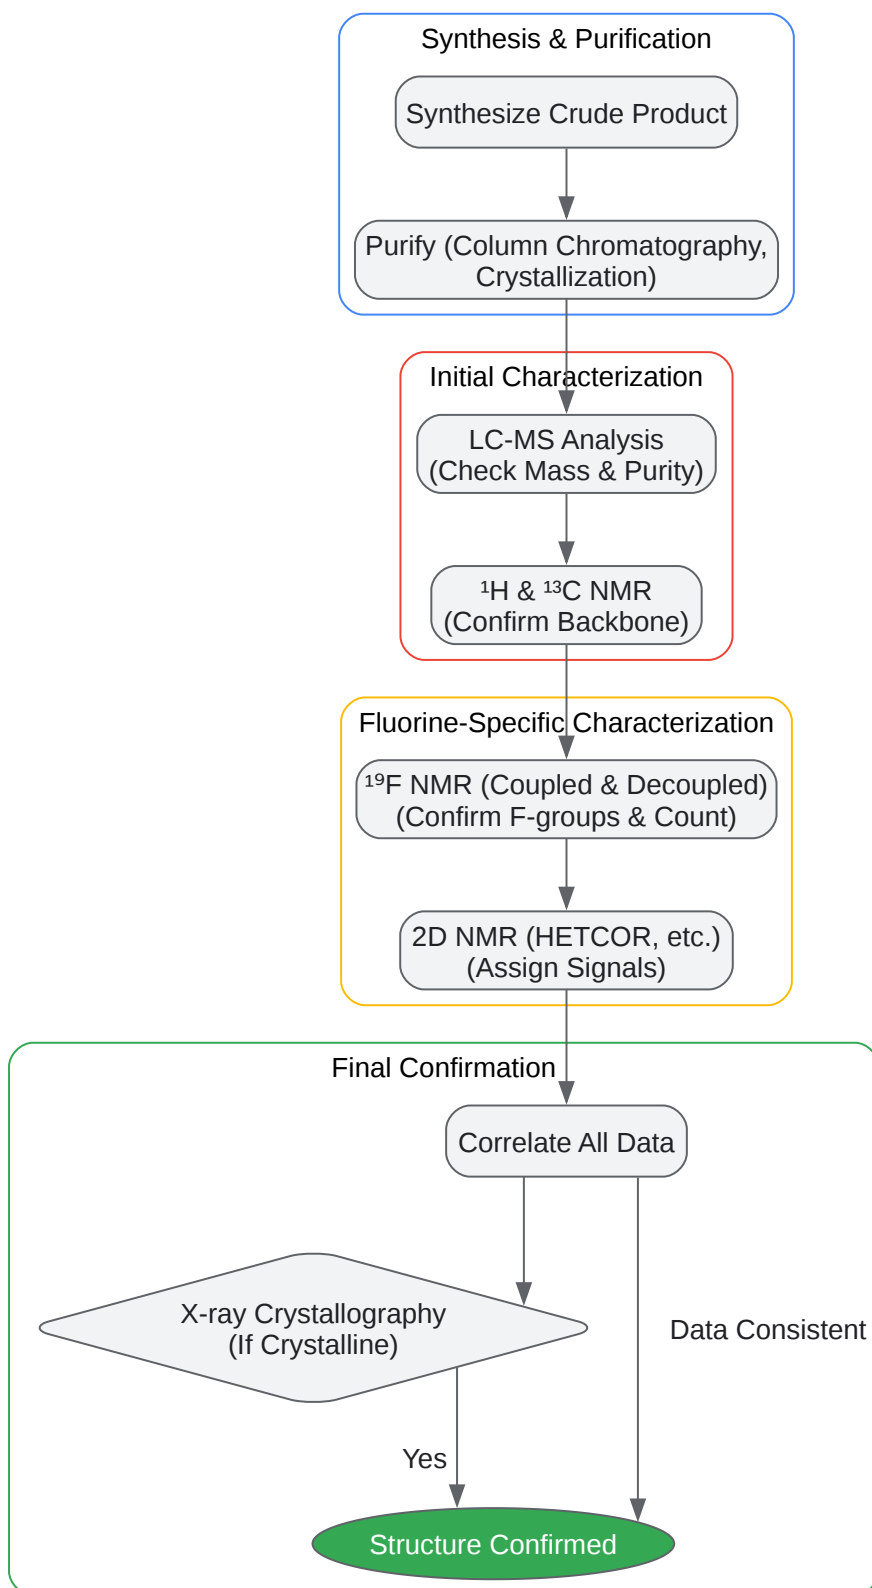 Synthesis & Purification
Synthesize Crude Product
Purify (Column Chromatography,
Crystallization)
Initial Characterization
LC-MS Analysis
(Check Mass & Purity)
¹H & ¹³C NMR
(Confirm Backbone)
Fluorine-Specific Characterization
¹⁹F NMR (Coupled & Decoupled)
(Confirm F-groups & Count)
2D NMR (HETCOR, etc.)
(Assign Signals)
Final Confirmation
Correlate All Data
X-ray Crystallography
(If Crystalline)
Data Consistent
Yes
Structure Confirmed